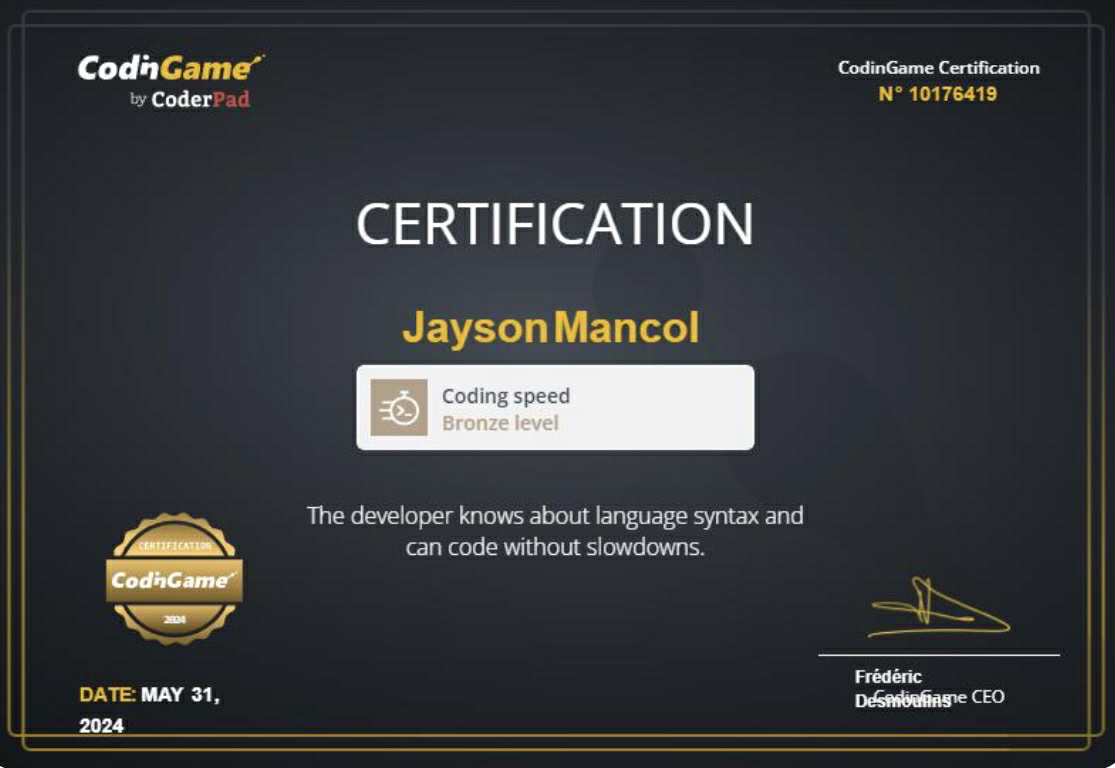 CodinGame
by CoderPad
CodinGame Certification
N° 10176419
CERTIFICATION
Jayson Mancol
Coding speed
Bronze level
The developer knows about language syntax and
can code without slowdowns.
CERTIFICATION
CodinGame
2024
DATE: MAY 31,
2024
Frédéric
Desmoulins
CodinGame CEO